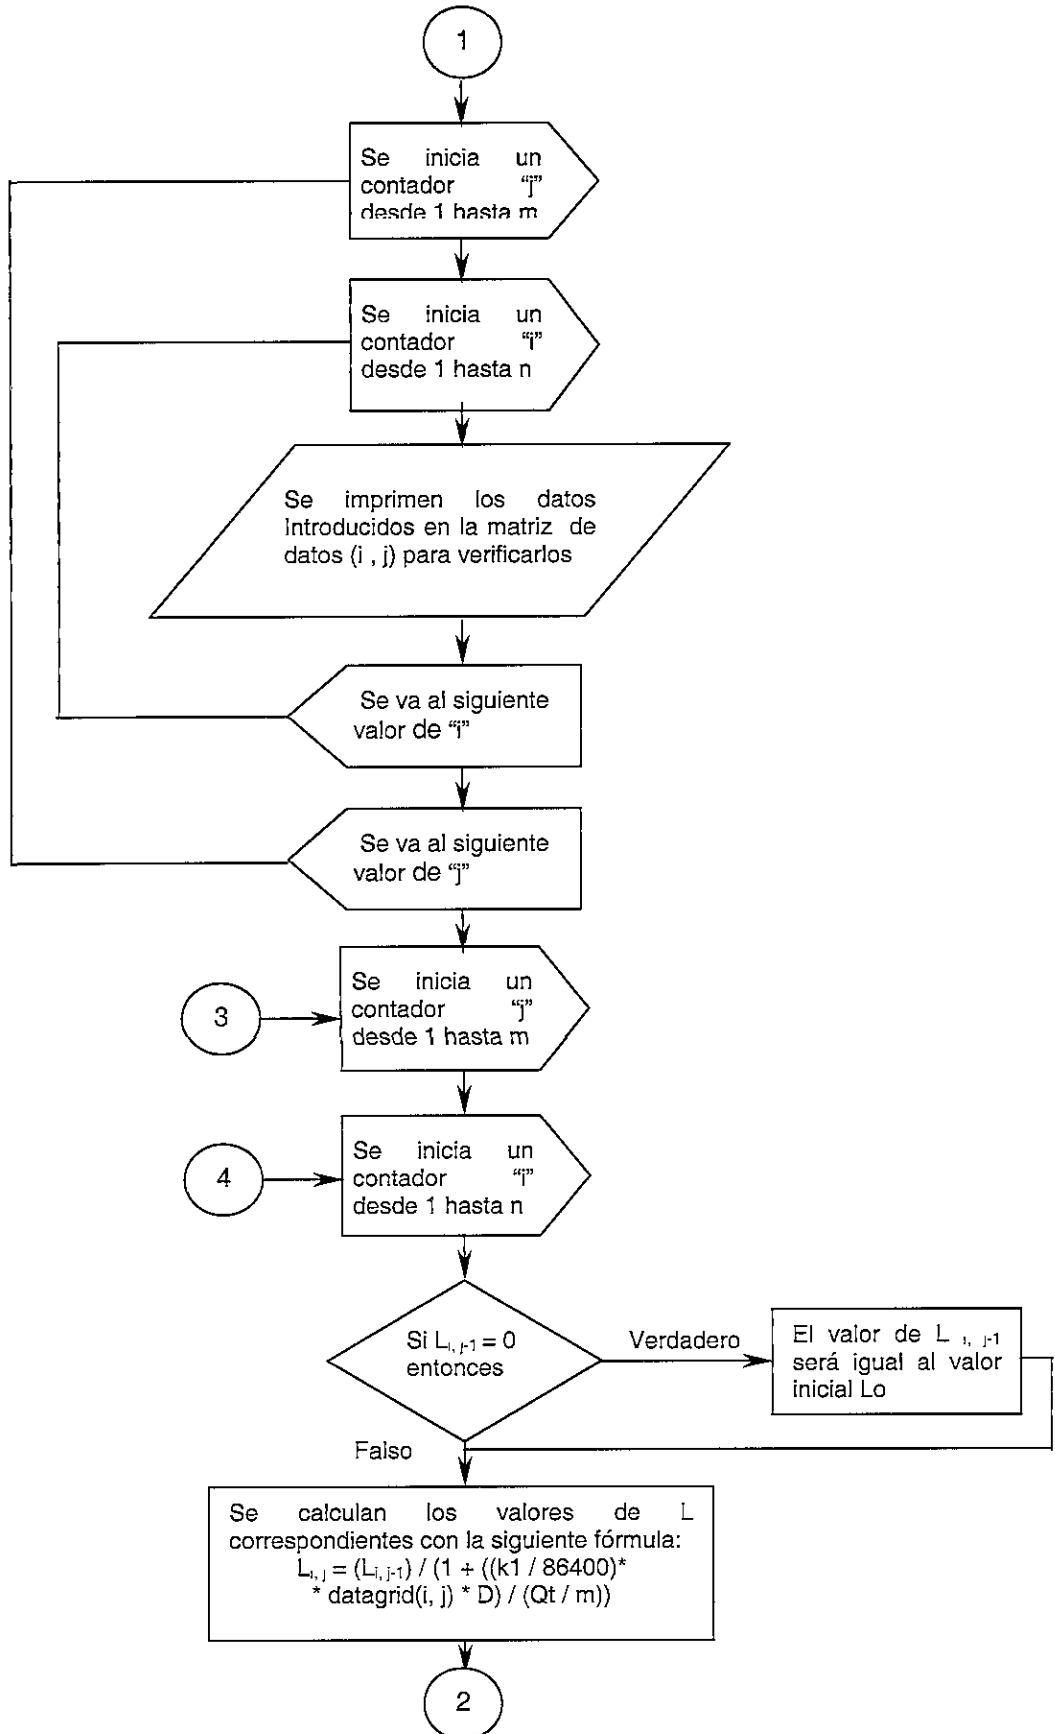 1
Se inicia un
contador "j"
desde 1 hasta m
Se inicia un
contador "i"
desde 1 hasta n
Se imprimen los datos
introducidos en la matriz de
datos (i , j) para verificarlos
Se va al siguiente
valor de "i"
Se va al siguiente
valor de "j"
Se inicia un
contador "j"
desde 1 hasta m
3
Se inicia un
contador "i"
desde 1 hasta n
4
Si L i, j-1 = 0
entonces
Verdadero
El valor de L i, j-1
será igual al valor
inicial Lo
Falso
Se calculan los valores de L
correspondientes con la siguiente fórmula:
L i, j = (L i, j-1) / (1 + ((k1 / 86400)*
* datagrid(i, j) * D) / (Qt / m))
2